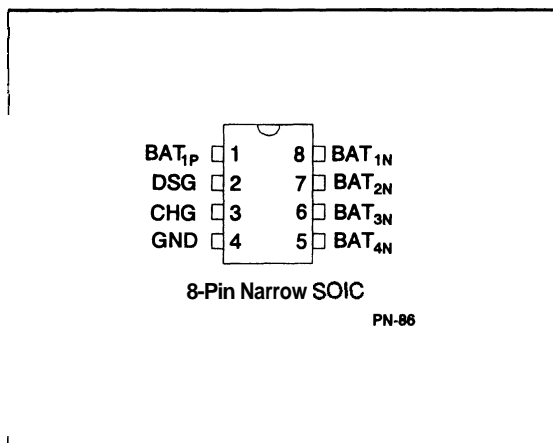 BAT1P 1 8 BAT1N
DSG 2 7 BAT2N
CHG 3 6 BAT3N
GND 4 5 BAT4N
8-Pin Narrow SOIC
PN-86